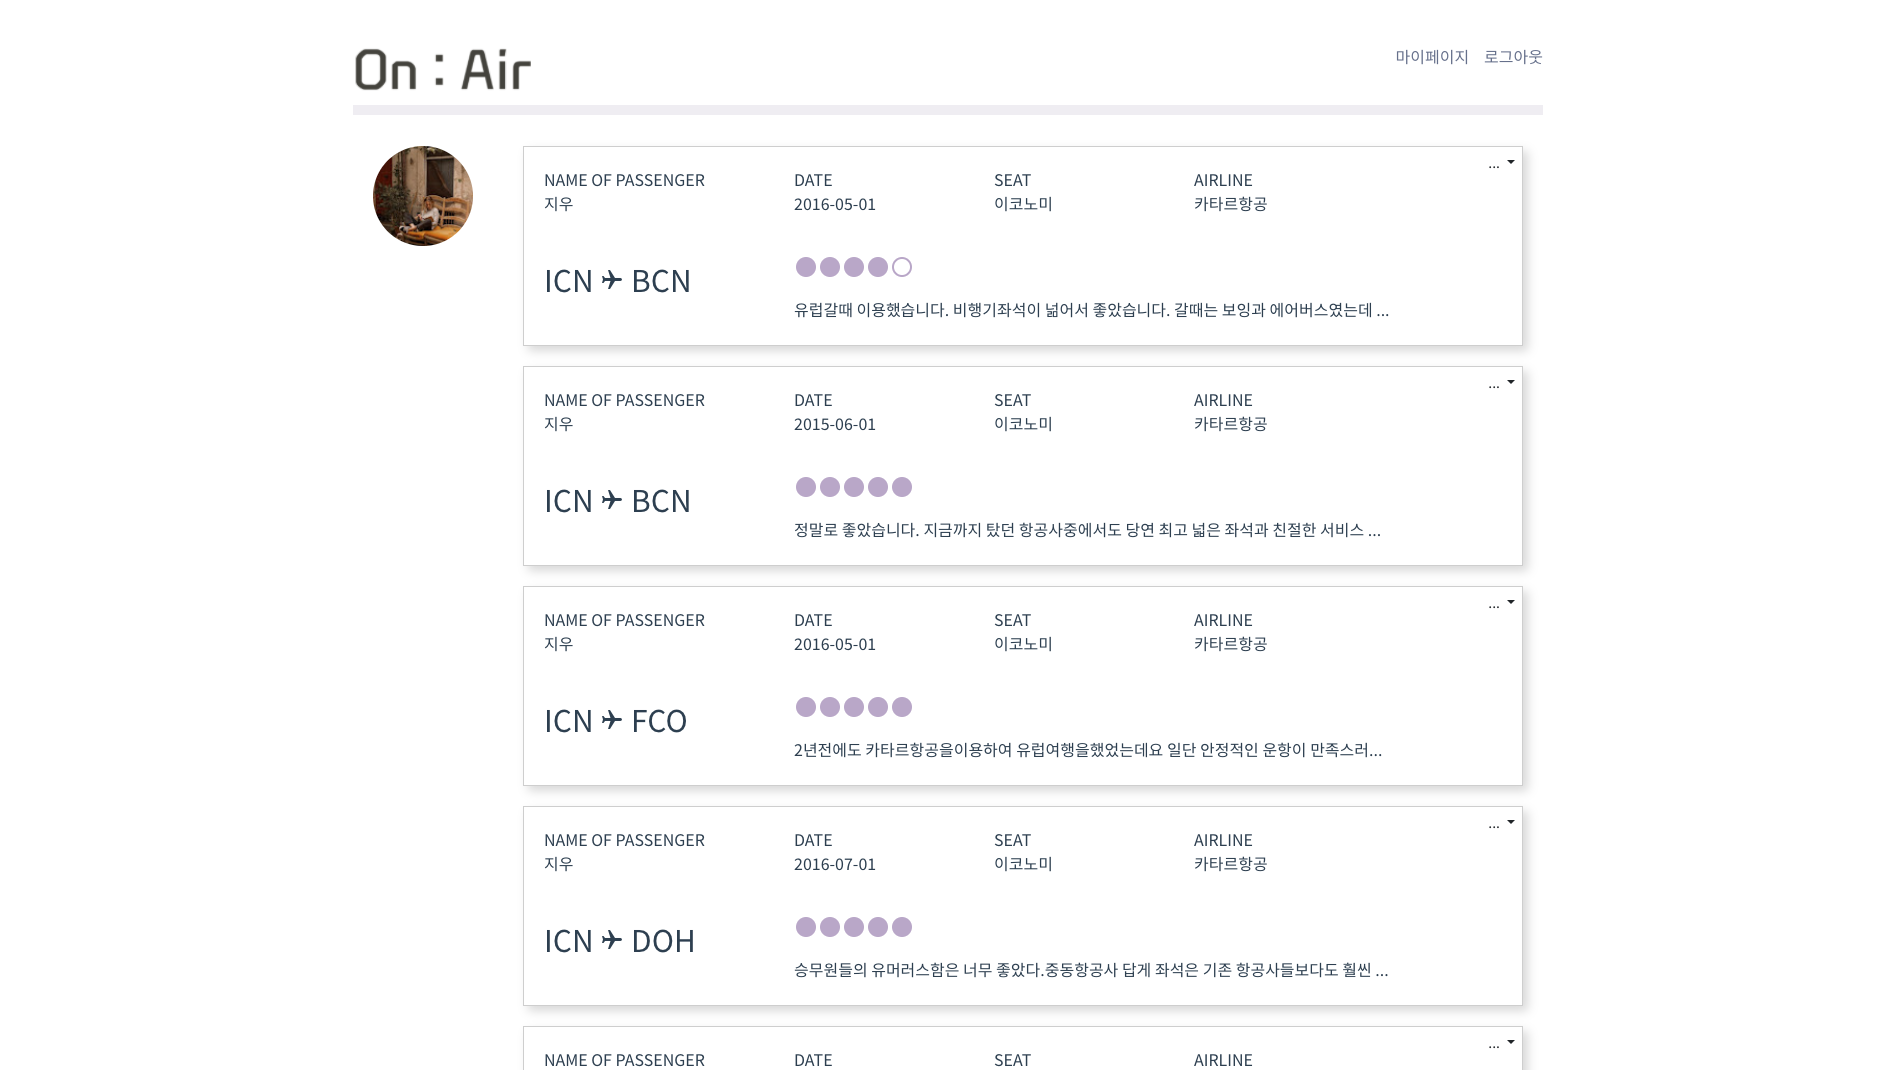 On : Air
마이페이지 로그아웃
...
NAME OF PASSENGER DATE SEAT AIRLINE
지우 2016-05-01 이코노미 카타르항공
ICN ✈ BCN
유럽갈때 이용했습니다. 비행기좌석이 넒어서 좋았습니다. 갈때는 보잉과 에어버스였는데 ...
...
NAME OF PASSENGER DATE SEAT AIRLINE
지우 2015-06-01 이코노미 카타르항공
ICN ✈ BCN
정말로 좋았습니다. 지금까지 탔던 항공사중에서도 당연 최고 넓은 좌석과 친절한 서비스 ...
...
NAME OF PASSENGER DATE SEAT AIRLINE
지우 2016-05-01 이코노미 카타르항공
ICN ✈ FCO
2년전에도 카타르항공을이용하여 유럽여행을했었는데요 일단 안정적인 운항이 만족스러...
...
NAME OF PASSENGER DATE SEAT AIRLINE
지우 2016-07-01 이코노미 카타르항공
ICN ✈ DOH
승무원들의 유머러스함은 너무 좋았다.중동항공사 답게 좌석은 기존 항공사들보다도 훨씬 ...
...
NAME OF PASSENGER DATE SEAT AIRLINE